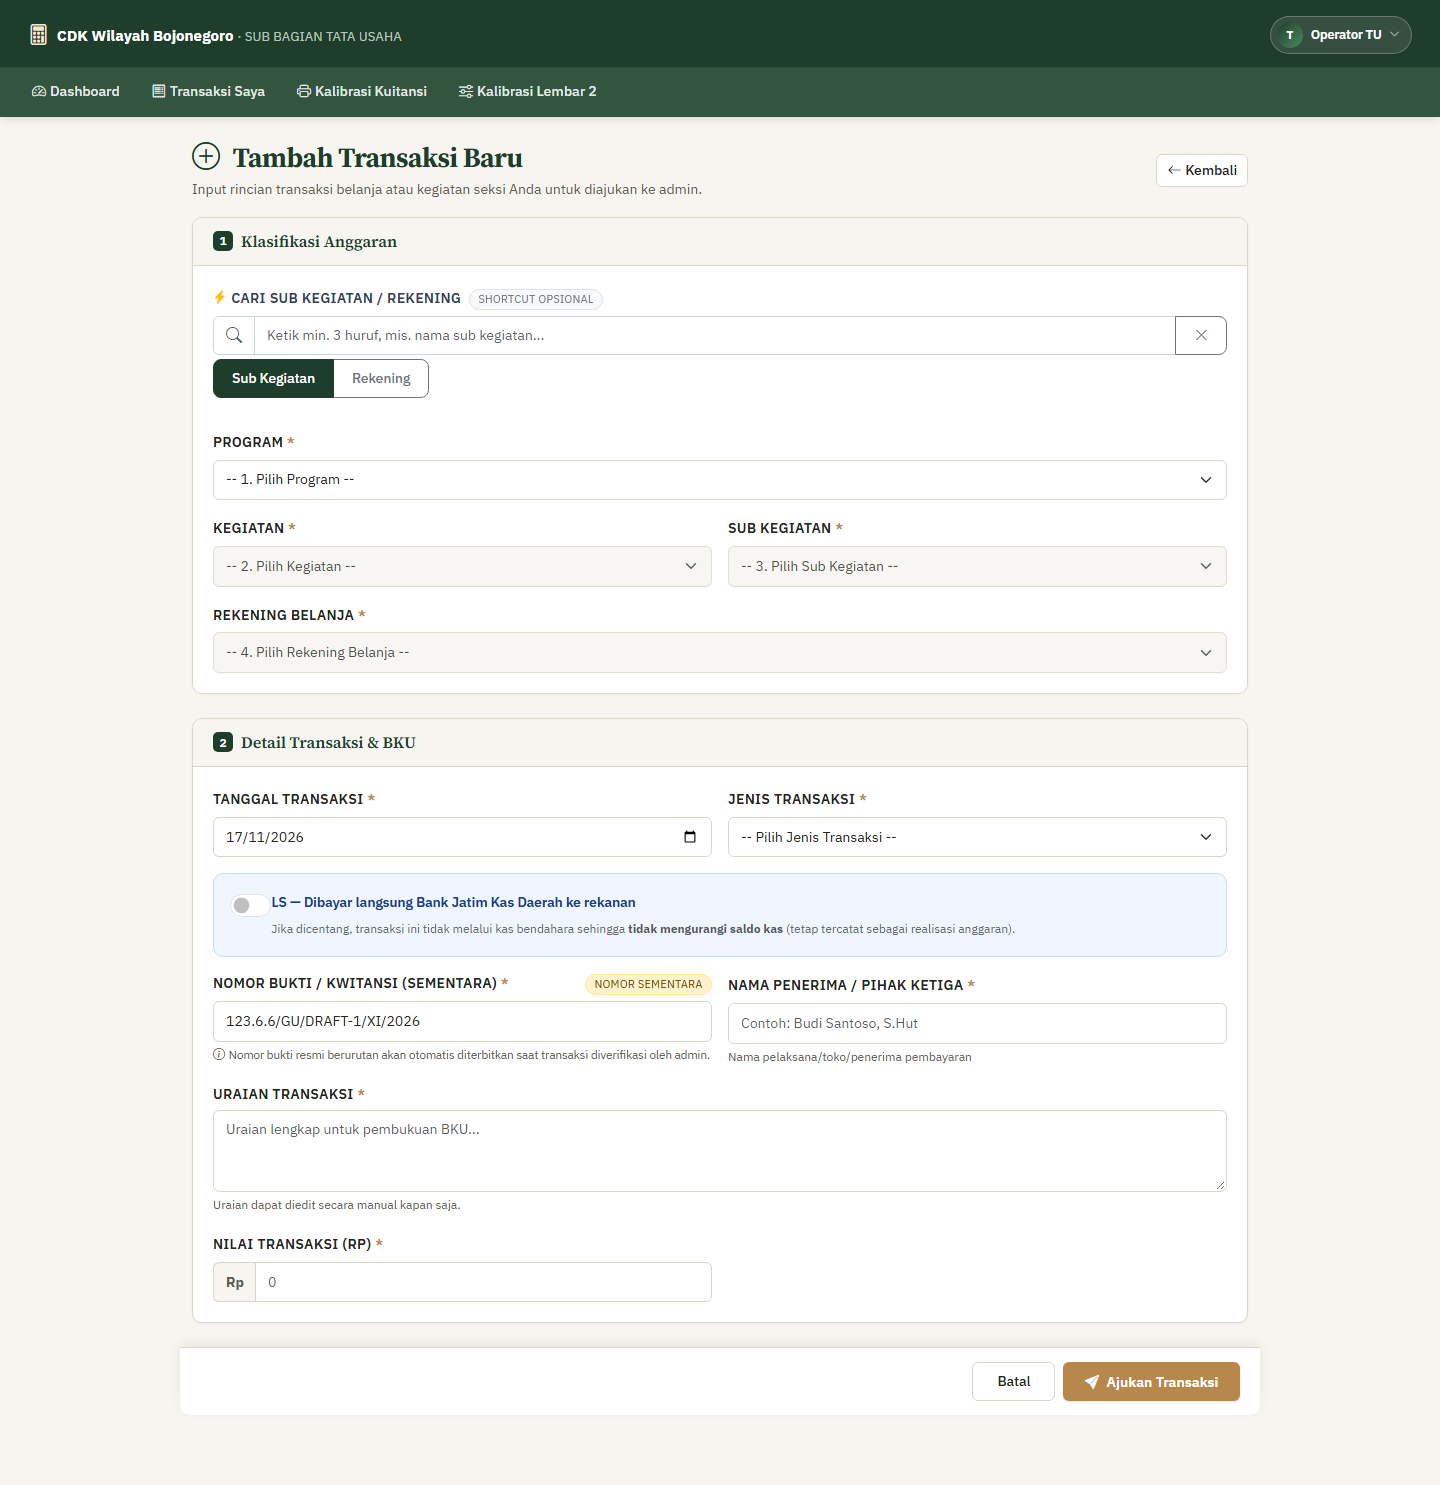 CDK Wilayah Bojonegoro · SUB BAGIAN TATA USAHA
T Operator TU
Dashboard
Transaksi Saya
Kalibrasi Kuitansi
Kalibrasi Lembar 2
Tambah Transaksi Baru
Input rincian transaksi belanja atau kegiatan seksi Anda untuk diajukan ke admin.
← Kembali
1 Klasifikasi Anggaran
CARI SUB KEGIATAN / REKENING SHORTCUT OPSIONAL
Ketik min. 3 huruf, mis. nama sub kegiatan...
Sub Kegiatan
Rekening
PROGRAM *
-- 1. Pilih Program --
KEGIATAN *
-- 2. Pilih Kegiatan --
SUB KEGIATAN *
-- 3. Pilih Sub Kegiatan --
REKENING BELANJA *
-- 4. Pilih Rekening Belanja --
2 Detail Transaksi & BKU
TANGGAL TRANSAKSI *
17/11/2026
JENIS TRANSAKSI *
-- Pilih Jenis Transaksi --
LS — Dibayar langsung Bank Jatim Kas Daerah ke rekanan
Jika dicentang, transaksi ini tidak melalui kas bendahara sehingga tidak mengurangi saldo kas (tetap tercatat sebagai realisasi anggaran).
NOMOR BUKTI / KWITANSI (SEMENTARA) * NOMOR SEMENTARA
123.6.6/GU/DRAFT-1/XI/2026
Nomor bukti resmi berurutan akan otomatis diterbitkan saat transaksi diverifikasi oleh admin.
NAMA PENERIMA / PIHAK KETIGA *
Contoh: Budi Santoso, S.Hut
Nama pelaksana/toko/penerima pembayaran
URAIAN TRANSAKSI *
Uraian lengkap untuk pembukuan BKU...
Uraian dapat diedit secara manual kapan saja.
NILAI TRANSAKSI (RP) *
Rp 0
Batal
Ajukan Transaksi